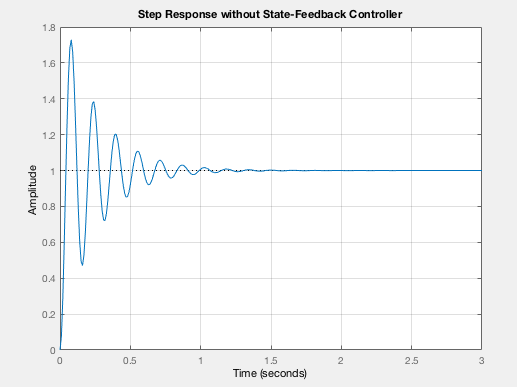 Step Response without State-Feedback Controller
Amplitude
1.8
1.6
1.4
1.2
1
0.8
0.6
0.4
0.2
0
0 0.5 1 1.5 2 2.5 3
Time (seconds)